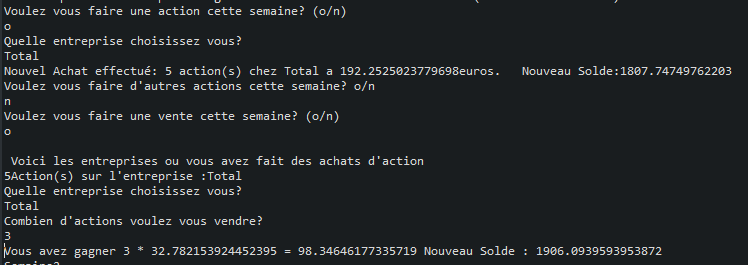 Voulez vous faire une action cette semaine? (o/n)
o
Quelle entreprise choisissez vous?
Total
Nouvel Achat effectué: 5 action(s) chez Total a 192.2525023779698euros.   Nouveau Solde:1807.74749762203
Voulez vous faire d'autres actions cette semaine? o/n
n
Voulez vous faire une vente cette semaine? (o/n)
o
Voici les entreprises ou vous avez fait des achats d'action
5Action(s) sur l'entreprise :Total
Quelle entreprise choisissez vous?
Total
Combien d'actions voulez vous vendre?
3
Vous avez gagner 3 * 32.782153924452395 = 98.34646177335719 Nouveau Solde : 1906.0939593953872